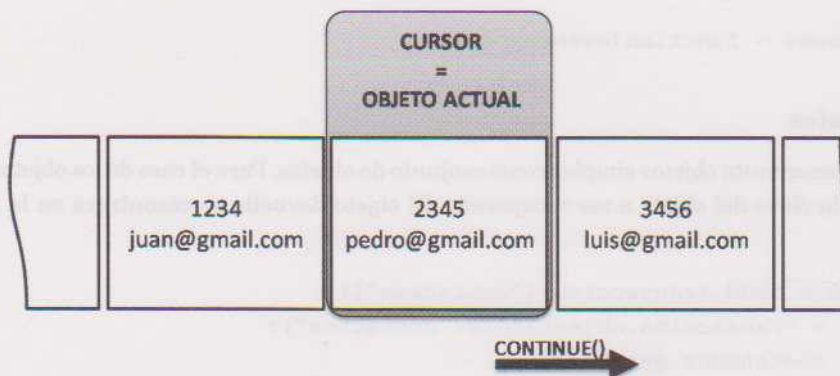 CURSOR
=
OBJETO ACTUAL
1234
juan@gmail.com
2345
pedro@gmail.com
3456
luis@gmail.com
CONTINUE()